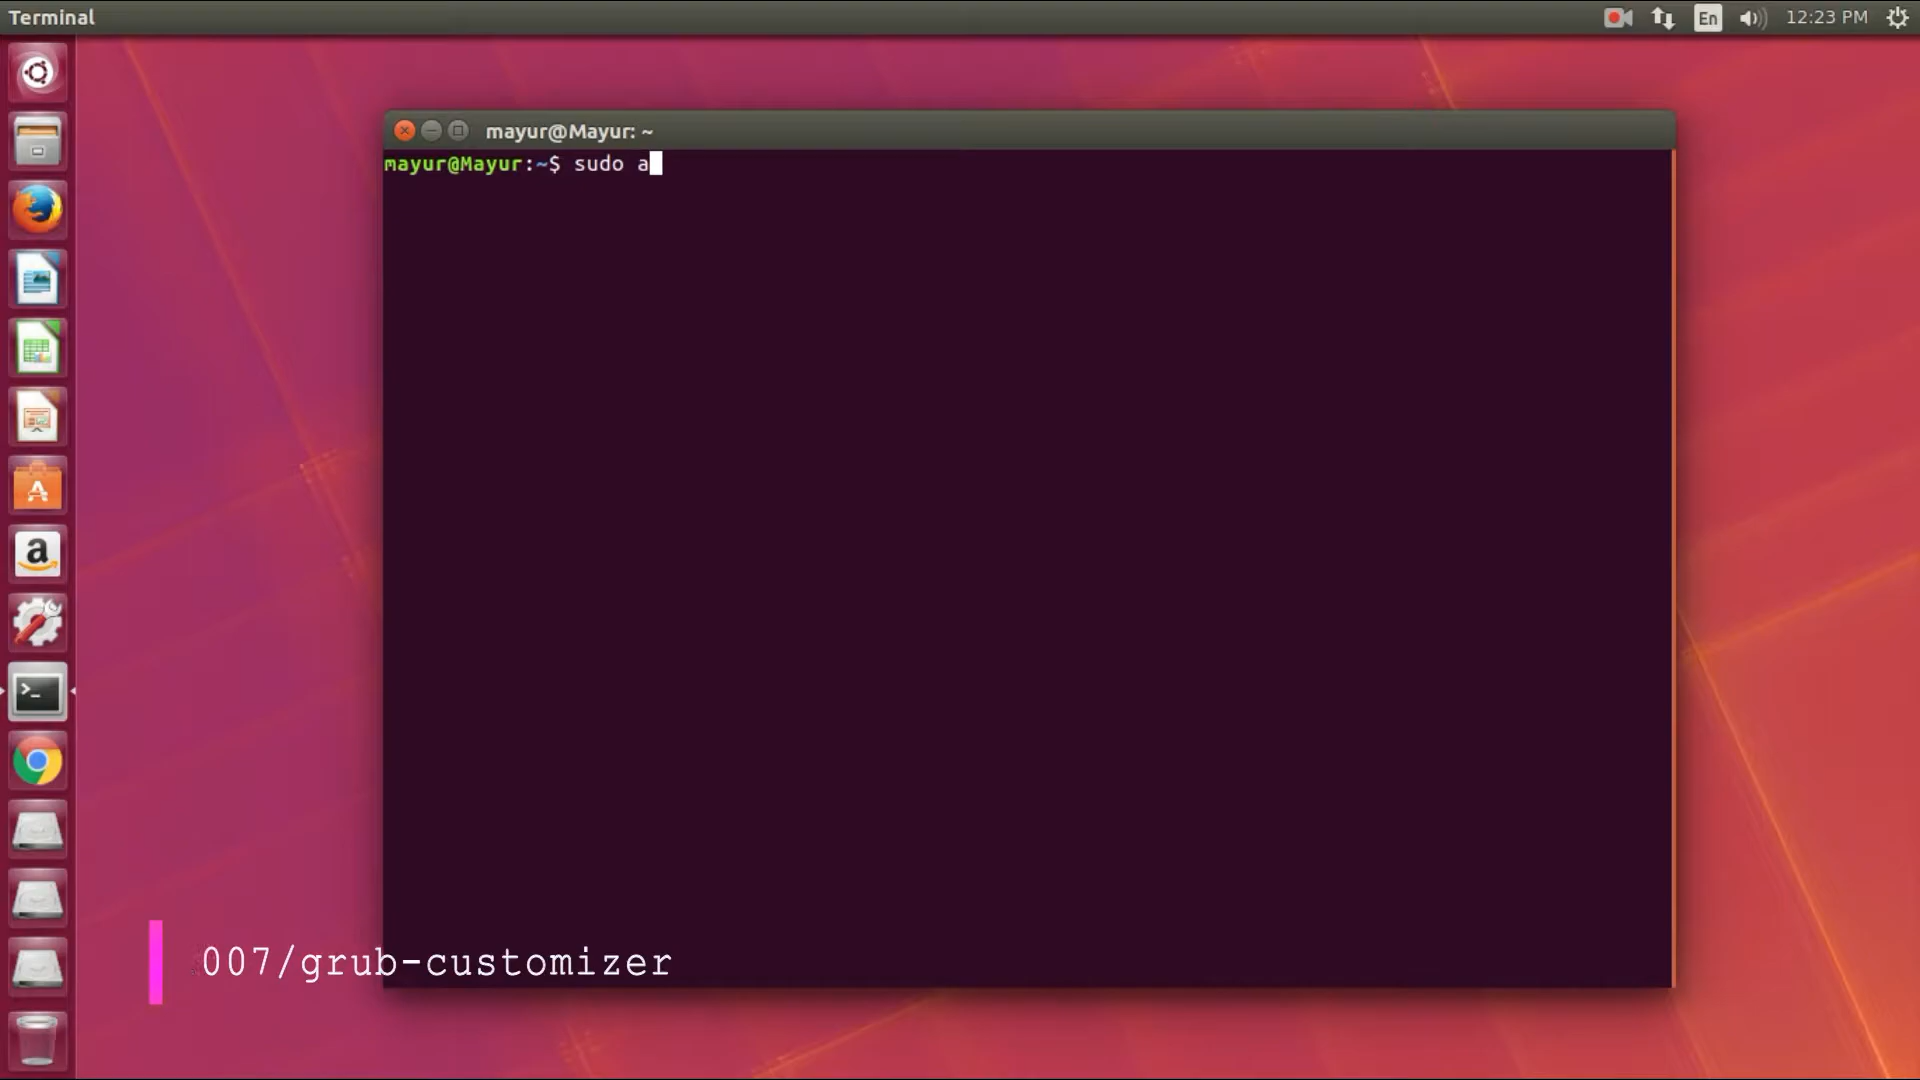 Terminal
En
12:23 PM
mayur@Mayur: ~
mayur@Mayur:~$ sudo a
007/grub-customizer